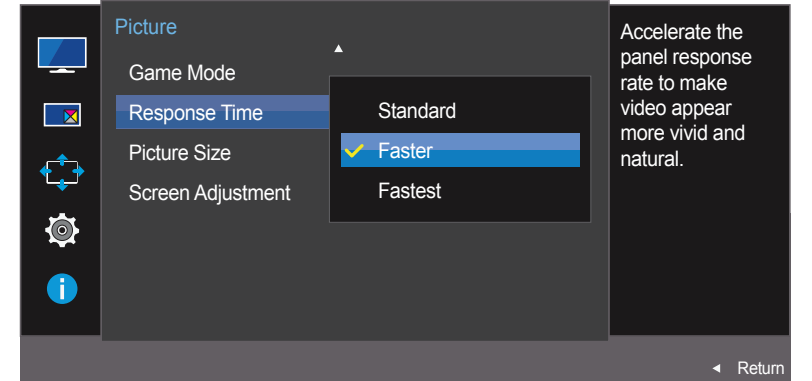 Picture
Game Mode
Response Time
Picture Size
Screen Adjustment
Standard
Faster
Fastest
Accelerate the
panel response
rate to make
video appear
more vivid and
natural.
Return